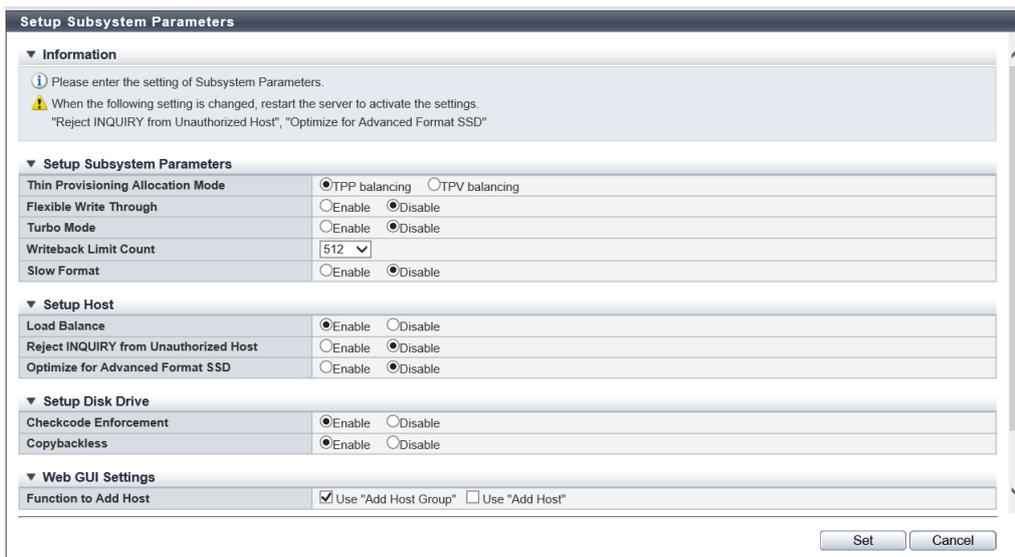 Setup Subsystem Parameters
Information
Please enter the setting of Subsystem Parameters.
When the following setting is changed, restart the server to activate the settings.
"Reject INQUIRY from Unauthorized Host", "Optimize for Advanced Format SSD"
Setup Subsystem Parameters
Thin Provisioning Allocation Mode TPP balancing TPV balancing
Flexible Write Through Enable Disable
Turbo Mode Enable Disable
Writeback Limit Count 512
Slow Format Enable Disable
Setup Host
Load Balance Enable Disable
Reject INQUIRY from Unauthorized Host Enable Disable
Optimize for Advanced Format SSD Enable Disable
Setup Disk Drive
Checkcode Enforcement Enable Disable
Copybackless Enable Disable
Web GUI Settings
Function to Add Host Use "Add Host Group" Use "Add Host"
Set Cancel